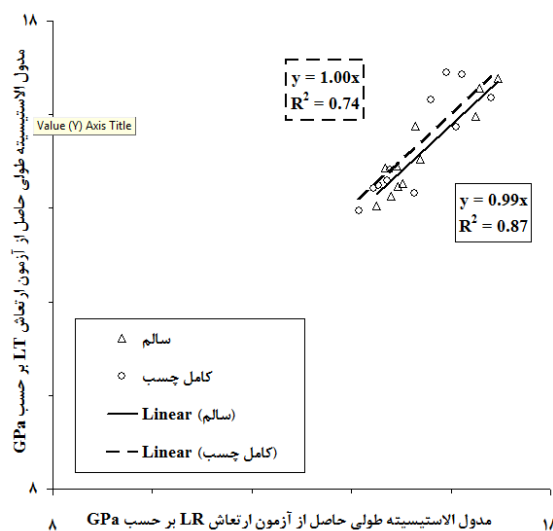 ۱۸
y = 1.00x
R² = 0.74
Value (Y) Axis Title
مدول الاستیسیته طولی حاصل از آزمون ارتعاش LT بر حسب GPa
y = 0.99x
R² = 0.87
سالم
کامل چسب
Linear (سالم)
Linear (کامل چسب)
۸
۸
۱۸
مدول الاستیسیته طولی حاصل از آزمون ارتعاش LR بر حسب GPa